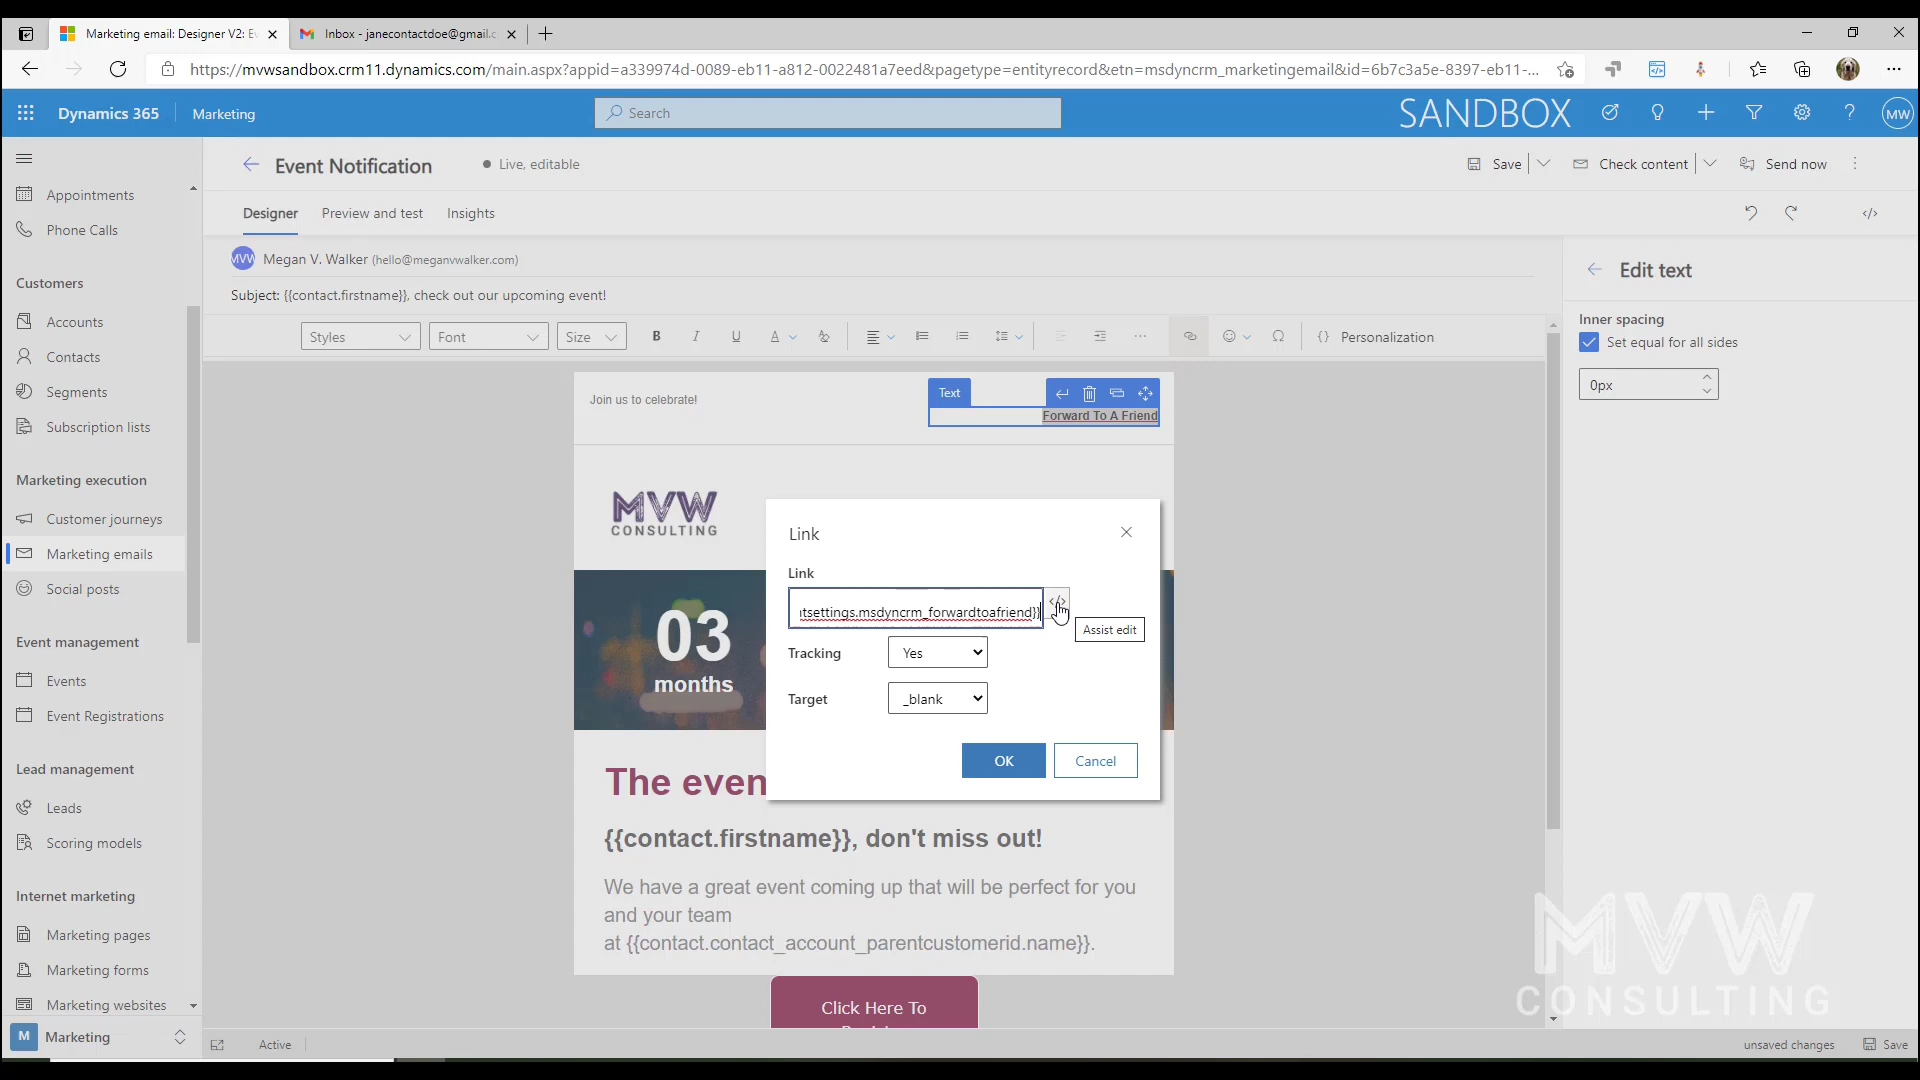 Marketing email: Designer V2: Ev
Inbox - janecontactdoe@gmail.c
https://mvwsandbox.crm11.dynamics.com/main.aspx?appid=a339974d-0089-eb11-a812-0022481a7eed&pagetype=entityrecord&etn=msdyncrm_marketingemail&id=6b7c3a5e-8397-eb11-...
Dynamics 365
Marketing
Search
SANDBOX
MW
Event Notification
Live, editable
Save
Check content
Send now
Designer
Preview and test
Insights
Appointments
Phone Calls
Customers
Accounts
Contacts
Segments
Subscription lists
Marketing execution
Customer journeys
Marketing emails
Social posts
Event management
Events
Event Registrations
Lead management
Leads
Scoring models
Internet marketing
Marketing pages
Marketing forms
Marketing websites
M
Marketing
MVW
Megan V. Walker (hello@meganvwalker.com)
Subject: {{contact.firstname}}, check out our upcoming event!
Styles
Font
Size
B
I
U
A
Personalization
Join us to celebrate!
Text
Forward To A Friend
MVW
CONSULTING
03
months
Link
Link
ntsettings.msdyncrm_forwardtoafriend}}
Assist edit
Tracking
Yes
Target
_blank
OK
Cancel
The even
{{contact.firstname}}, don't miss out!
We have a great event coming up that will be perfect for you
and your team
at {{contact.contact_account_parentcustomerid.name}}.
Click Here To
Edit text
Inner spacing
Set equal for all sides
0px
MVW
CONSULTING
Active
unsaved changes
Save